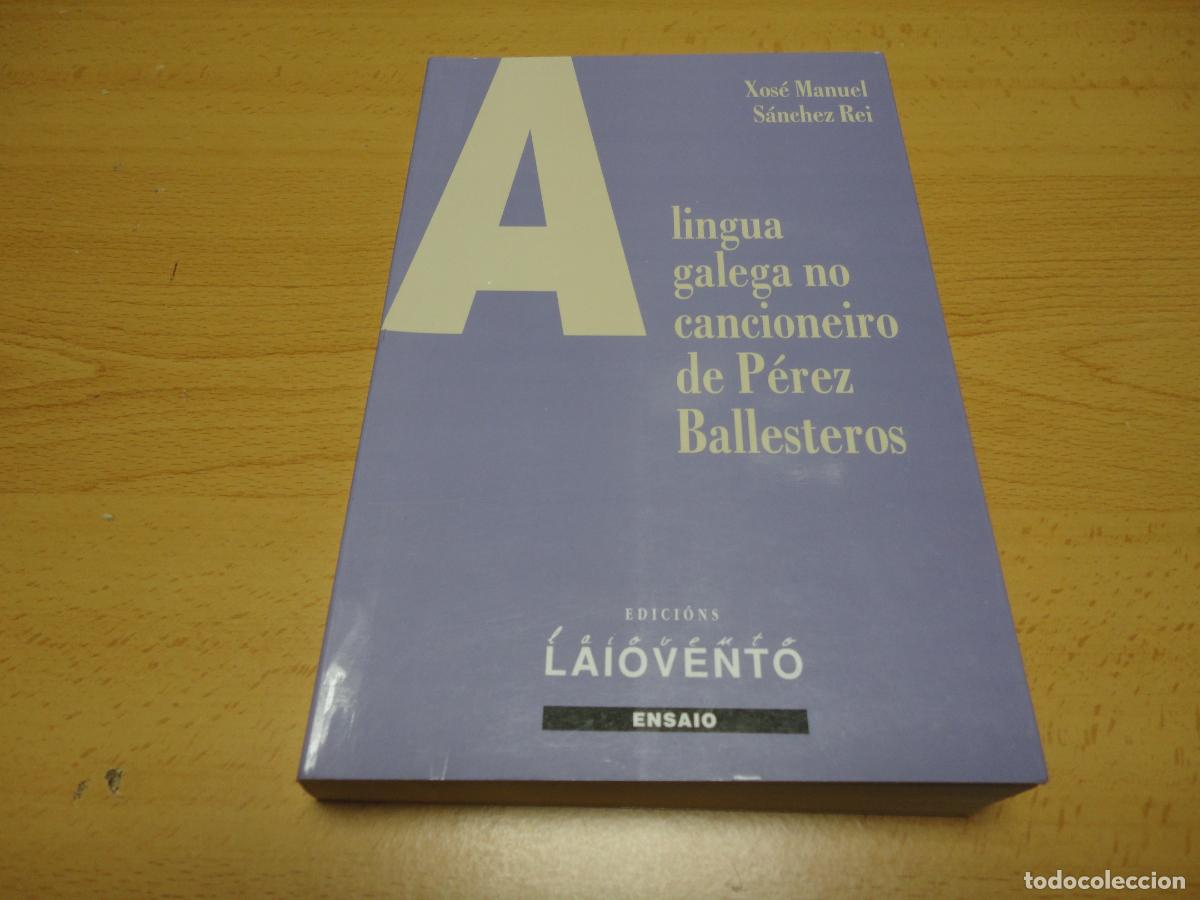 Xosé Manuel
Sánchez Rei
A
lingua
galega no
cancioneiro
de Pérez
Ballesteros
EDICIÓNS
Laiovento
LAIOVENTO
ENSAIO
todocoleccion